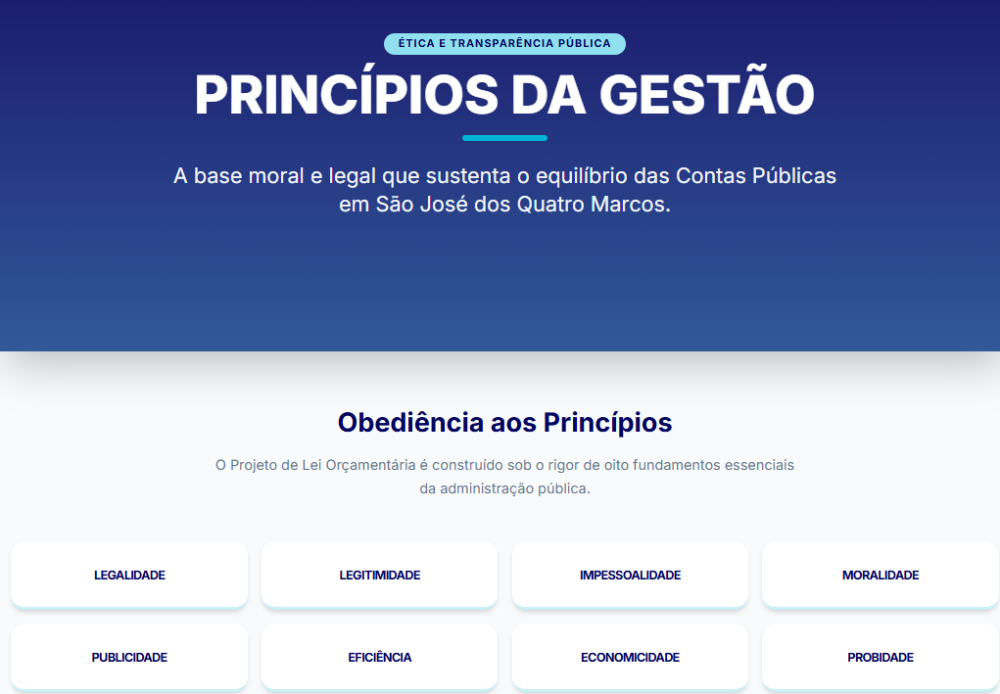 ÉTICA E TRANSPARÊNCIA PÚBLICA
PRINCÍPIOS DA GESTÃO
A base moral e legal que sustenta o equilíbrio das Contas Públicas
em São José dos Quatro Marcos.
Obediência aos Princípios
O Projeto de Lei Orçamentária é construído sob o rigor de oito fundamentos essenciais
da administração pública.
LEGALIDADE
LEGITIMIDADE
IMPESSOALIDADE
MORALIDADE
PUBLICIDADE
EFICIÊNCIA
ECONOMICIDADE
PROBIDADE